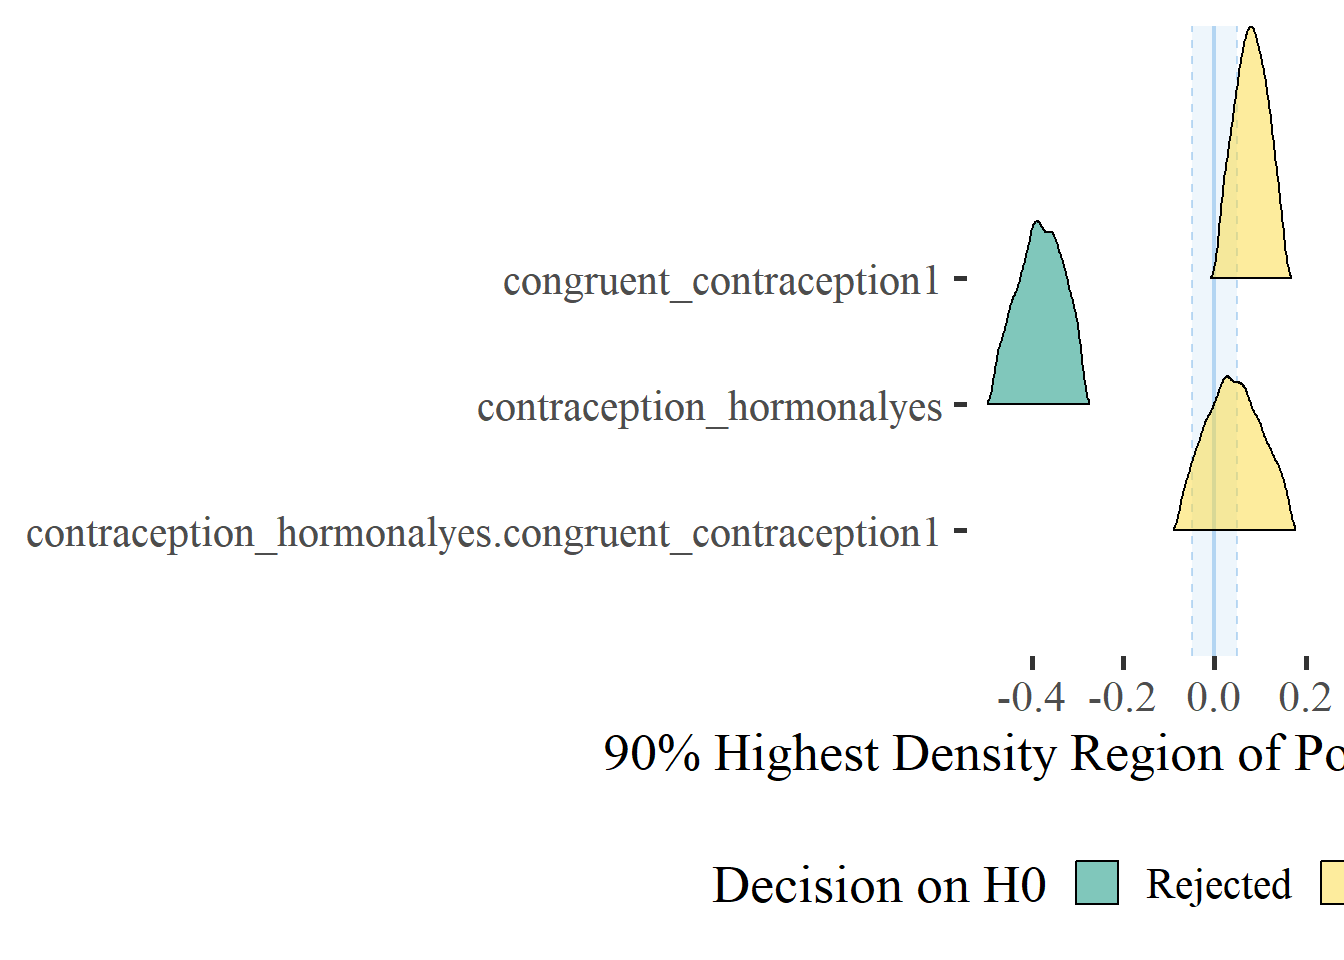 congruent_contraception1
contraception_hormonalyes
contraception_hormonalyes.congruent_contraception1
-0.4 -0.2 0.0 0.2
90% Highest Density Region of Po
Decision on H0 Rejected